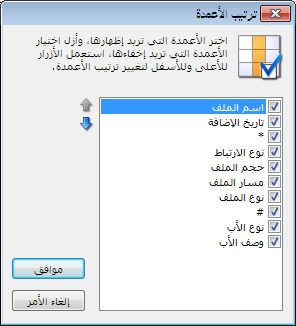 ترتيب الأعمدة
اختر الأعمدة التي تريد إظهارها، وأزل اختيار
الأعمدة التي تريد إخفاءها، استعمل الأزرار
للأعلى وللأسفل لتغيير ترتيب الأعمدة.
اسم الملف
تاريخ الإضافة
*
نوع الارتباط
حجم الملف
مسار الملف
نوع الملف
#
نوع الأب
وصف الأب
موافق
إلغاء الأمر